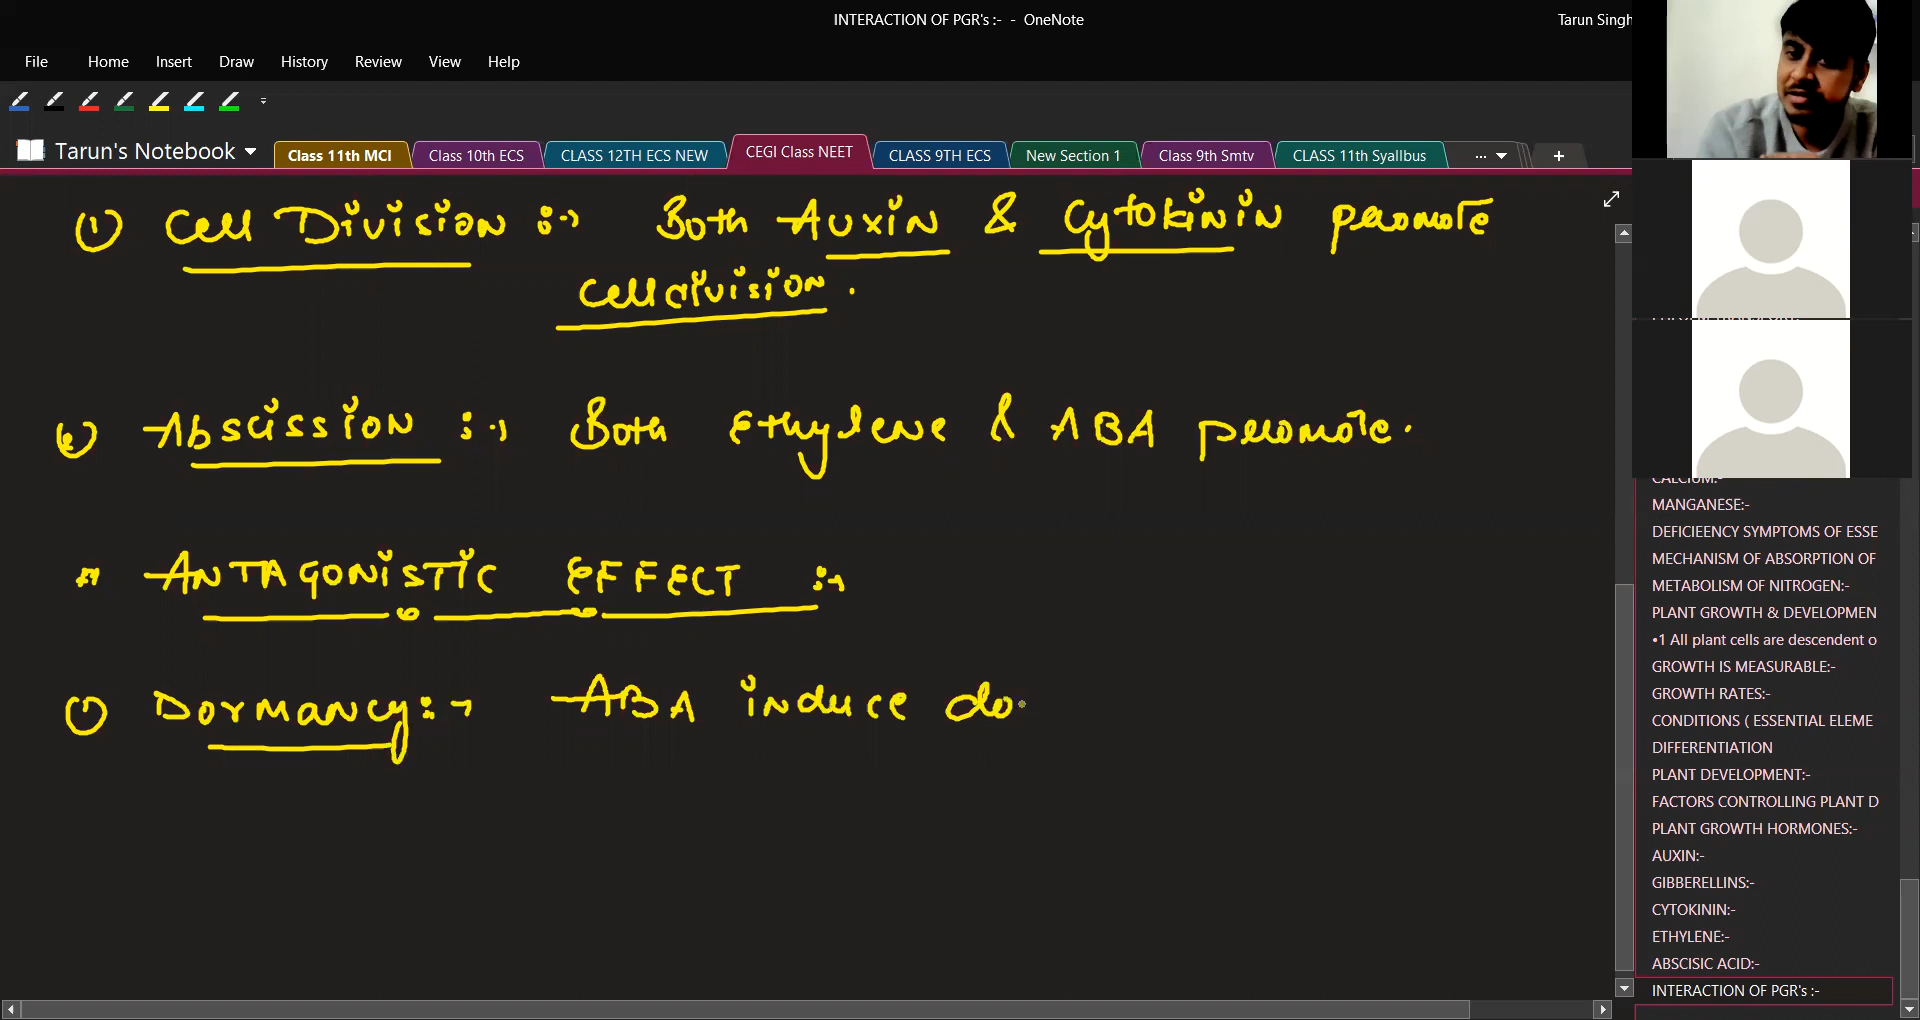 INTERACTION OF PGR's :- - OneNote
Tarun Singh
File Home Insert Draw History Review View Help
Tarun's Notebook
Class 11th MCI
Class 10th ECS
CLASS 12TH ECS NEW
CEGI Class NEET
CLASS 9TH ECS
New Section 1
Class 9th Smtv
CLASS 11th Syallbus
...
+
(1) Cell Division :-> Both Auxin & Cytokinin promote
cell division.
Abscission :-> Both Ethylene & ABA promote.
* ANTAGONISTIC EFFECT :->
(1) Dormancy :-> ABA induce do
CALCIUM:-
MANGANESE:-
DEFICIEENCY SYMPTOMS OF ESSE
MECHANISM OF ABSORPTION OF
METABOLISM OF NITROGEN:-
PLANT GROWTH & DEVELOPMEN
•1 All plant cells are descendent o
GROWTH IS MEASURABLE:-
GROWTH RATES:-
CONDITIONS ( ESSENTIAL ELEME
DIFFERENTIATION
PLANT DEVELOPMENT:-
FACTORS CONTROLLING PLANT D
PLANT GROWTH HORMONES:-
AUXIN:-
GIBBERELLINS:-
CYTOKININ:-
ETHYLENE:-
ABSCISIC ACID:-
INTERACTION OF PGR's :-